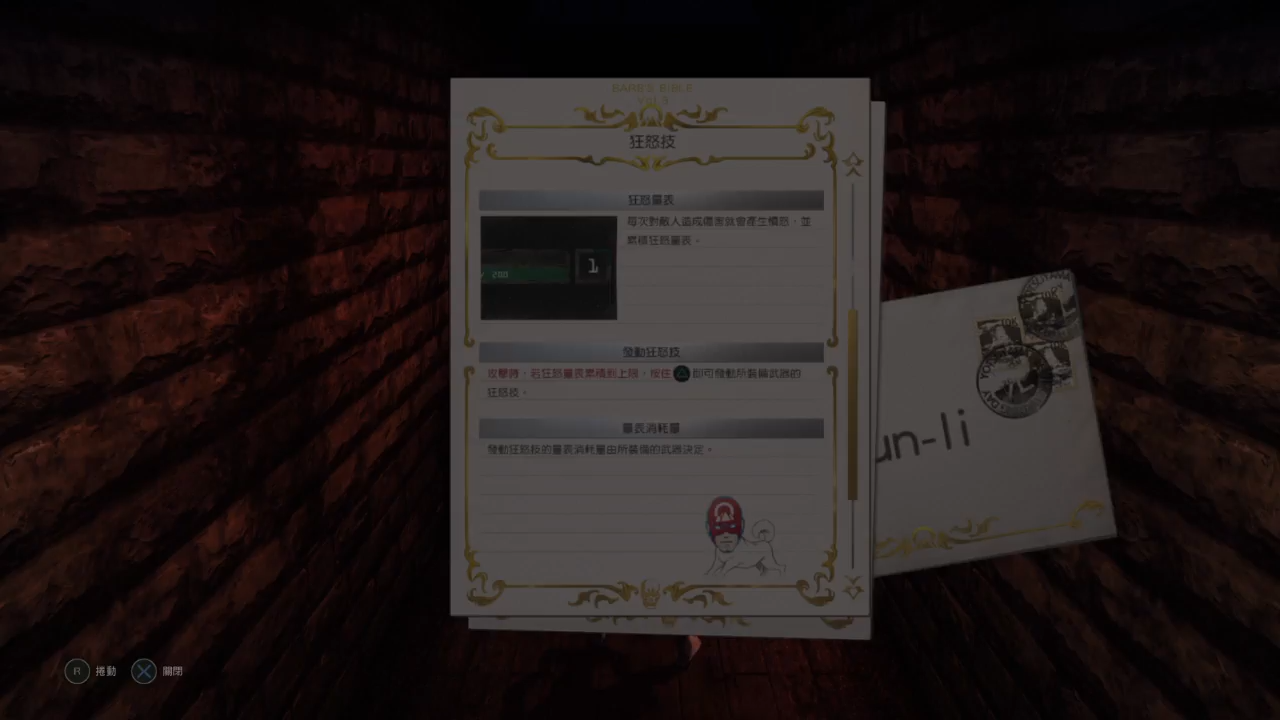 BABE'S BIBLE
Vol.9
狂怒技
狂怒量表
每次對敵人造成傷害就會產生憤怒，並
累積狂怒量表。
200
1
發動狂怒技
攻擊時，若狂怒量表累積到上限，按住△即可發動所裝備武器的
狂怒技。
量表消耗量
發動狂怒技的量表消耗量由所裝備的武器決定。
un-li
R 捲動
關閉